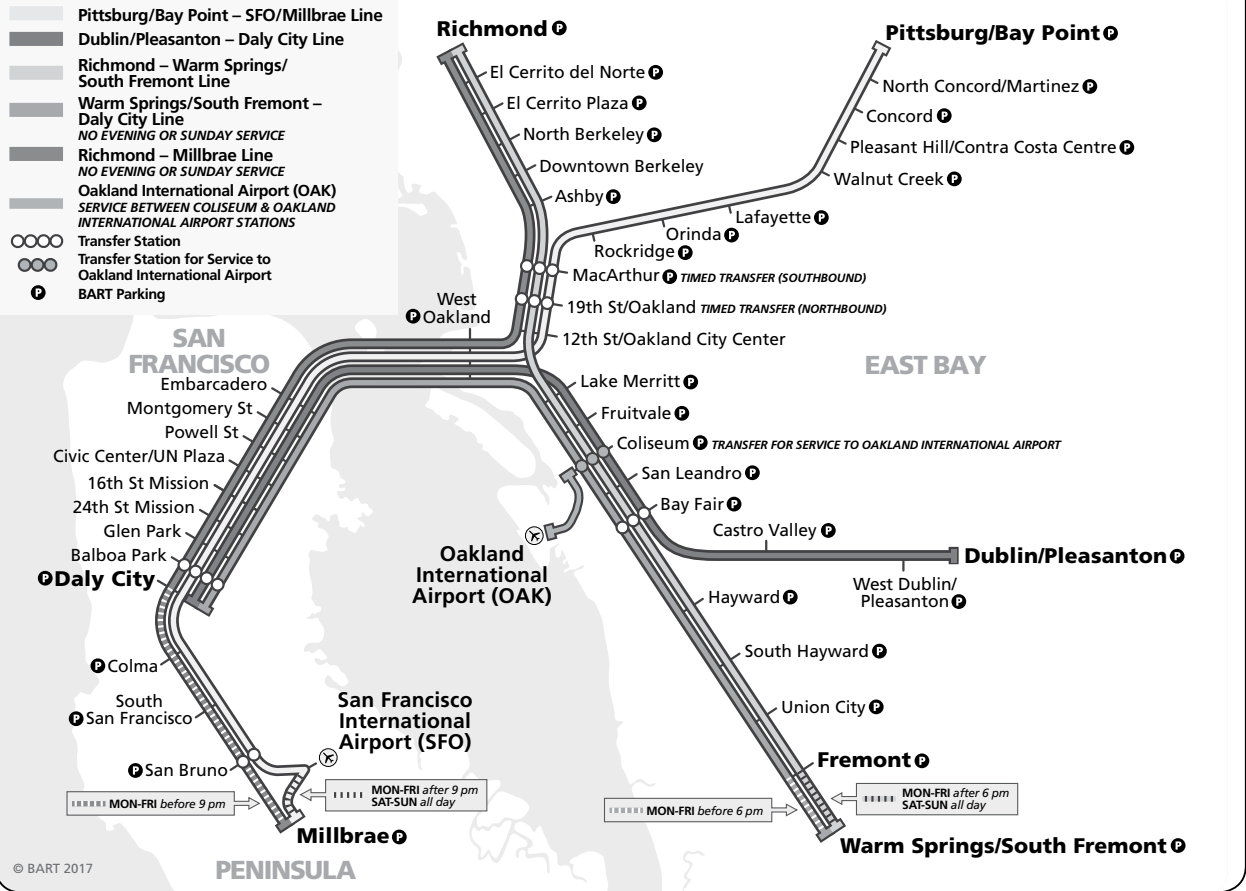 Pittsburg/Bay Point – SFO/Millbrae Line
Dublin/Pleasanton – Daly City Line
Richmond – Warm Springs/
South Fremont Line
Warm Springs/South Fremont –
Daly City Line
NO EVENING OR SUNDAY SERVICE
Richmond – Millbrae Line
NO EVENING OR SUNDAY SERVICE
Oakland International Airport (OAK)
SERVICE BETWEEN COLISEUM & OAKLAND
INTERNATIONAL AIRPORT STATIONS
Transfer Station
Transfer Station for Service to
Oakland International Airport
P BART Parking
Richmond P
El Cerrito del Norte P
El Cerrito Plaza P
North Berkeley P
Downtown Berkeley
Ashby P
Pittsburg/Bay Point P
North Concord/Martinez P
Concord P
Pleasant Hill/Contra Costa Centre P
Walnut Creek P
Lafayette P
Orinda P
Rockridge P
MacArthur P TIMED TRANSFER (SOUTHBOUND)
19th St/Oakland TIMED TRANSFER (NORTHBOUND)
12th St/Oakland City Center
West
P Oakland
SAN
FRANCISCO
EAST BAY
Embarcadero
Montgomery St
Powell St
Civic Center/UN Plaza
16th St Mission
24th St Mission
Glen Park
Balboa Park
P Daly City
Lake Merritt P
Fruitvale P
Coliseum P TRANSFER FOR SERVICE TO OAKLAND INTERNATIONAL AIRPORT
San Leandro P
Bay Fair P
Castro Valley P
Dublin/Pleasanton P
West Dublin/
Pleasanton P
Oakland
International
Airport (OAK)
Hayward P
South Hayward P
Union City P
Fremont P
P Colma
South
P San Francisco
San Francisco
International
Airport (SFO)
P San Bruno
MON-FRI before 9 pm
MON-FRI after 9 pm
SAT-SUN all day
Millbrae P
MON-FRI before 6 pm
MON-FRI after 6 pm
SAT-SUN all day
Warm Springs/South Fremont P
© BART 2017
PENINSULA